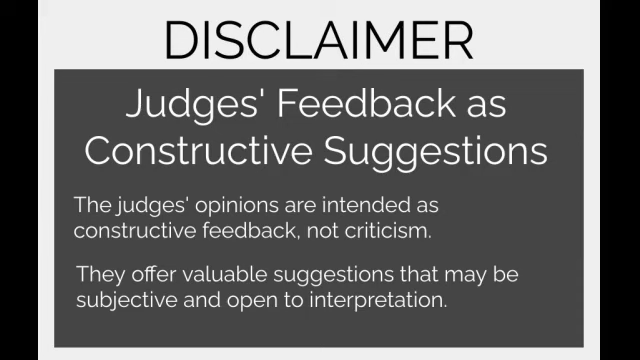 DISCLAIMER
Judges' Feedback as
Constructive Suggestions
The judges' opinions are intended as
constructive feedback, not criticism.
They offer valuable suggestions that may be
subjective and open to interpretation.